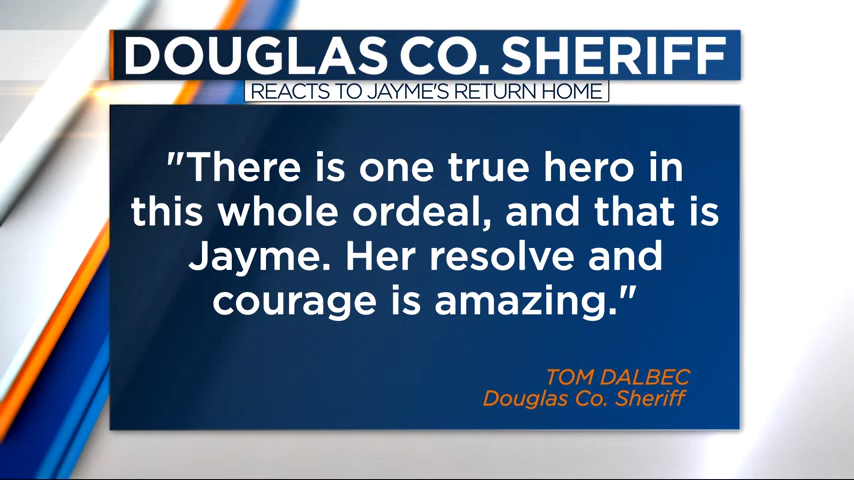 DOUGLAS CO. SHERIFF
REACTS TO JAYME'S RETURN HOME
"There is one true hero in
this whole ordeal, and that is
Jayme. Her resolve and
courage is amazing."
TOM DALBEC
Douglas Co. Sheriff